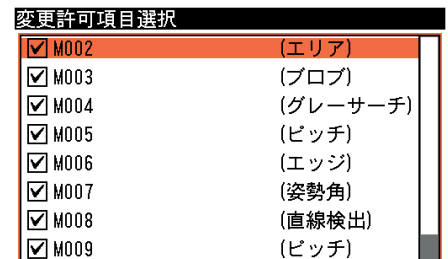 変更許可項目選択
M002 (エリア)
M003 (ブロブ)
M004 (グレーサーチ)
M005 (ピッチ)
M006 (エッジ)
M007 (姿勢角)
M008 (直線検出)
M009 (ピッチ)